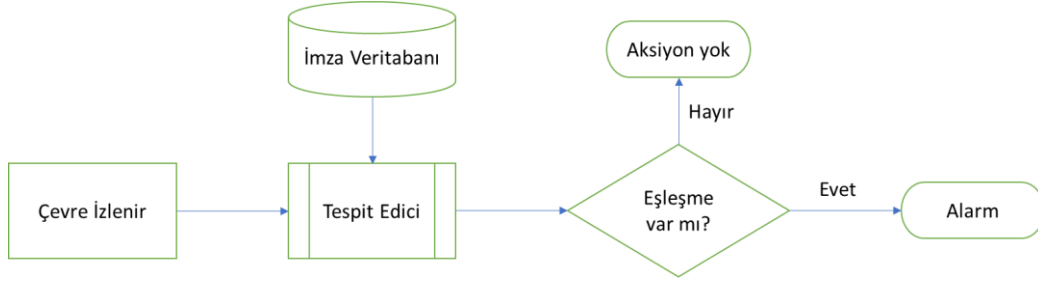 İmza Veritabanı
Aksiyon yok
Hayır
Çevre İzlenir
Tespit Edici
Eşleşme
var mı?
Evet
Alarm